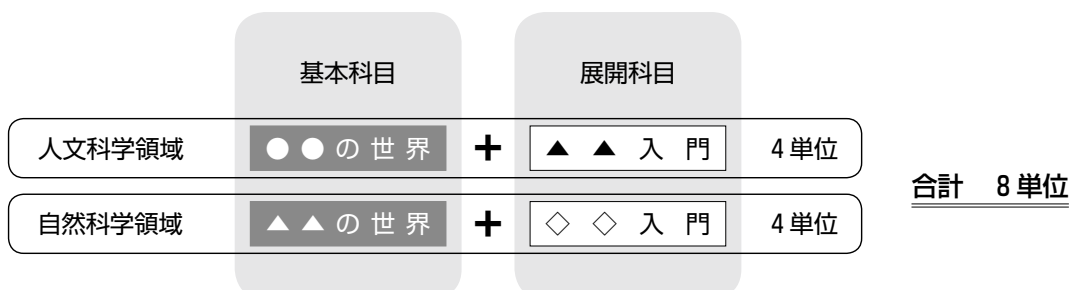 基本科目 展開科目
人文科学領域 ●●の世界 + ▲▲入門 4単位
自然科学領域 ▲▲の世界 + ◇◇入門 4単位
合計 8単位